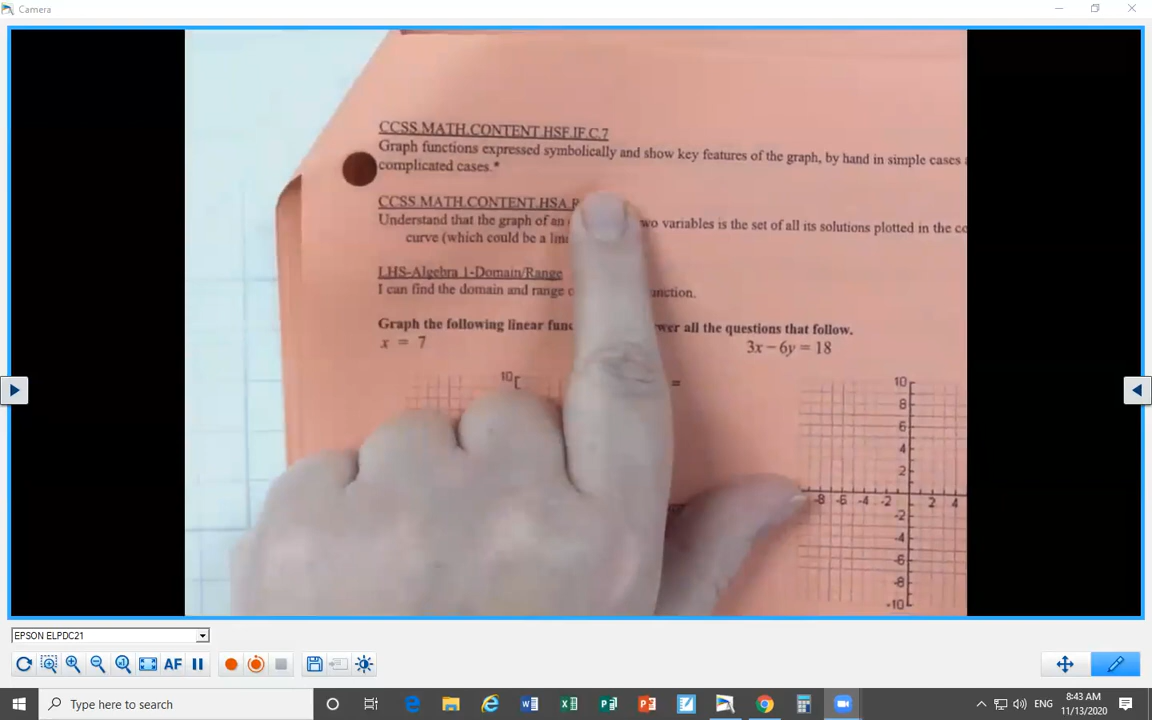 Camera
CCSS.MATH.CONTENT.HSF.IF.C.7
Graph functions expressed symbolically and show key features of the graph, by hand in simple cases
complicated cases.*
CCSS.MATH.CONTENT.HSA.R
Understand that the graph of an two variables is the set of all its solutions plotted in the
curve (which could be a
LHS-Algebra 1-Domain/Range
I can find the domain and range
Graph the following linear all the questions that follow.
x = 7
3x – 6y = 18
10
=
10
8
6
4
2
-8 -6 -4 -2 2 4
-2
-4
-6
-8
-10
EPSON ELPDC21
AF
Type here to search
ENG
8:43 AM
11/13/2020